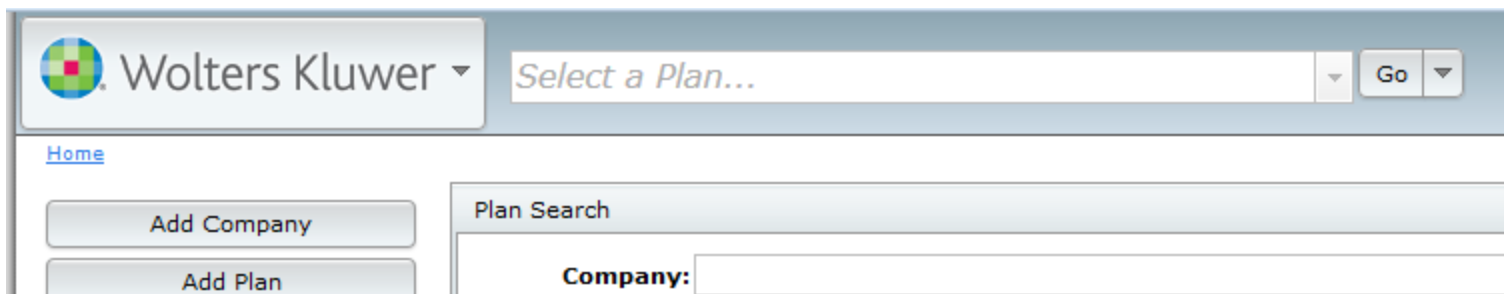 Wolters Kluwer
Select a Plan...
Go
Home
Add Company
Plan Search
Company:
Add Plan